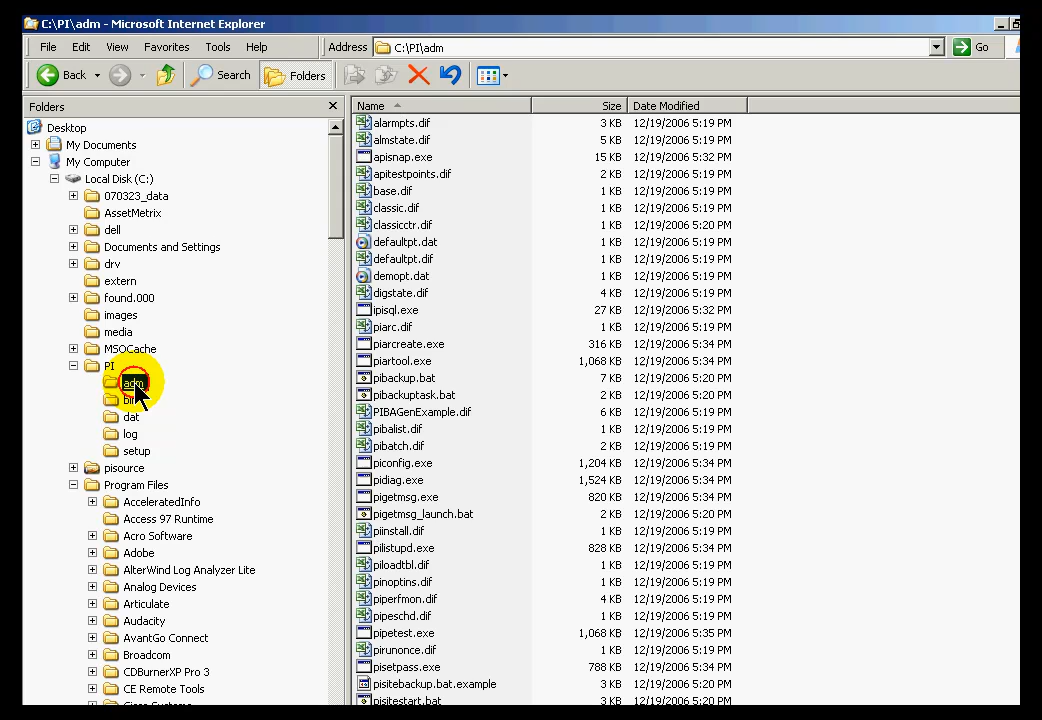 C:\PI\adm - Microsoft Internet Explorer
File Edit View Favorites Tools Help Address C:\PI\adm Go
Back Search Folders
Folders
Desktop
My Documents
My Computer
Local Disk (C:)
070323_data
AssetMetrix
dell
Documents and Settings
drv
extern
found.000
images
media
MSOCache
PI
adm
bin
dat
log
setup
pisource
Program Files
AcceleratedInfo
Access 97 Runtime
Acro Software
Adobe
AlterWind Log Analyzer Lite
Analog Devices
Articulate
Audacity
AvantGo Connect
Broadcom
CDBurnerXP Pro 3
CE Remote Tools
Name Size Date Modified
alarmpts.dif 3 KB 12/19/2006 5:19 PM
almstate.dif 5 KB 12/19/2006 5:19 PM
apisnap.exe 15 KB 12/19/2006 5:32 PM
apitestpoints.dif 2 KB 12/19/2006 5:19 PM
base.dif 1 KB 12/19/2006 5:19 PM
classic.dif 1 KB 12/19/2006 5:19 PM
classicctr.dif 1 KB 12/19/2006 5:20 PM
defaultpt.dat 1 KB 12/19/2006 5:19 PM
defaultpt.dif 1 KB 12/19/2006 5:19 PM
demopt.dat 1 KB 12/19/2006 5:19 PM
digstate.dif 4 KB 12/19/2006 5:19 PM
ipisql.exe 27 KB 12/19/2006 5:32 PM
piarc.dif 1 KB 12/19/2006 5:19 PM
piarcreate.exe 316 KB 12/19/2006 5:34 PM
piartool.exe 1,068 KB 12/19/2006 5:34 PM
pibackup.bat 7 KB 12/19/2006 5:20 PM
pibackuptask.bat 2 KB 12/19/2006 5:20 PM
PIBAGenExample.dif 6 KB 12/19/2006 5:19 PM
pibalist.dif 1 KB 12/19/2006 5:19 PM
pibatch.dif 2 KB 12/19/2006 5:19 PM
piconfig.exe 1,204 KB 12/19/2006 5:34 PM
pidiag.exe 1,524 KB 12/19/2006 5:34 PM
pigetmsg.exe 820 KB 12/19/2006 5:34 PM
pigetmsg_launch.bat 2 KB 12/19/2006 5:20 PM
piinstall.dif 1 KB 12/19/2006 5:19 PM
pilistupd.exe 828 KB 12/19/2006 5:34 PM
piloadtbl.dif 1 KB 12/19/2006 5:19 PM
pinoptins.dif 1 KB 12/19/2006 5:19 PM
piperfmon.dif 4 KB 12/19/2006 5:19 PM
pipeschd.dif 1 KB 12/19/2006 5:19 PM
pipetest.exe 1,068 KB 12/19/2006 5:35 PM
pirunonce.dif 1 KB 12/19/2006 5:19 PM
pisetpass.exe 788 KB 12/19/2006 5:34 PM
pisitebackup.bat.example 3 KB 12/19/2006 5:20 PM
pisitestart.bat 1 KB 12/19/2006 5:20 PM